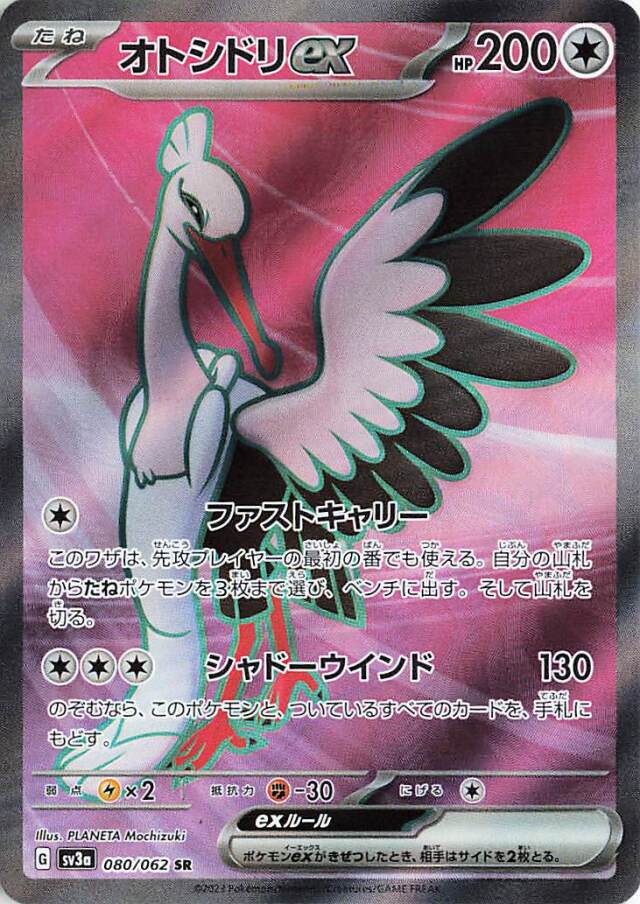 たね オトシドリex HP200
ファストキャリー
このワザは、先攻プレイヤーの最初の番でも使える。自分の山札
からたねポケモンを3枚まで選び、ベンチに出す。そして山札を
切る。
シャドーウインド 130
のぞむなら、このポケモンと、ついているすべてのカードを、手札に
もどす。
弱点 ×2 抵抗力 -30 にげる
Illus. PLANETA Mochizuki
exルール
ポケモンexがきぜつしたとき、相手はサイドを2枚とる。
G sv3a 080/062 SR
©2023 Pokémon/Nintendo/Creatures/GAME FREAK